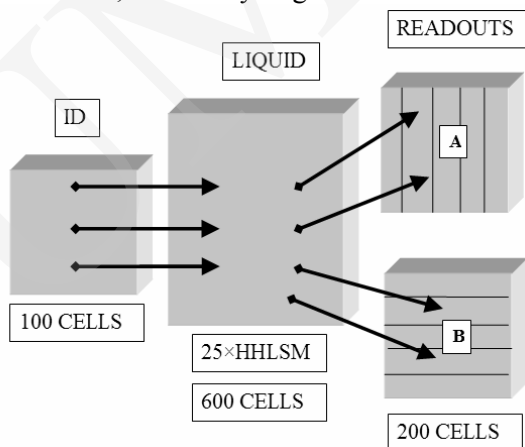 READOUTS
LIQUID
ID
A
B
100 CELLS
25×HHLSM
600 CELLS
200 CELLS